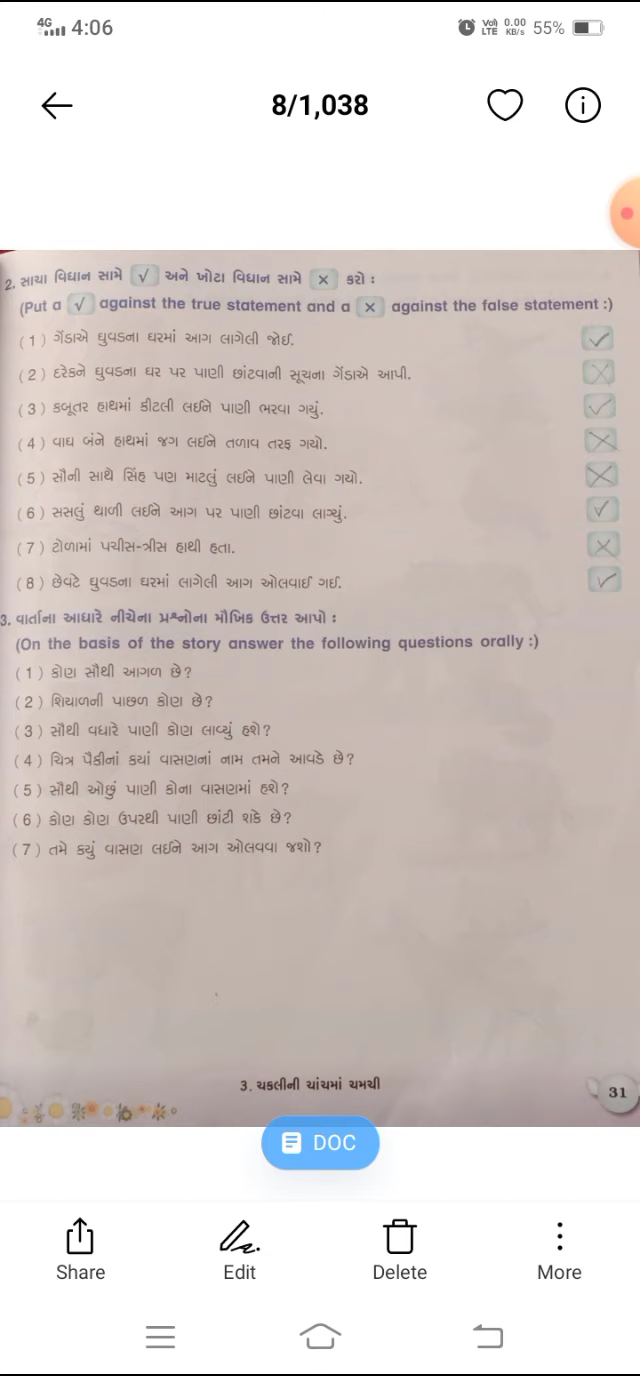 4G 4:06 Vo) LTE 0.00 KB/s 55%
8/1,038
2. સાચા વિધાન સામે √ અને ખોટા વિધાન સામે × કરો :
(Put a √ against the true statement and a × against the false statement :)
(1) ગેંડાએ ઘુવડના ઘરમાં આગ લાગેલી જોઈ. ✓
(2) દરેકને ઘુવડના ઘર પર પાણી છાંટવાની સૂચના ગેંડાએ આપી. ×
(3) કબૂતર હાથમાં કીટલી લઈને પાણી ભરવા ગયું. ✓
(4) વાઘ બંને હાથમાં જગ લઈને તળાવ તરફ ગયો. ×
(5) સૌની સાથે સિંહ પણ માટલું લઈને પાણી લેવા ગયો. ×
(6) સસલું થાળી લઈને આગ પર પાણી છાંટવા લાગ્યું. ✓
(7) ટોળામાં પચીસ-ત્રીસ હાથી હતા. ×
(8) છેવટે ઘુવડના ઘરમાં લાગેલી આગ ઓલવાઈ ગઈ. ✓
3. વાર્તાના આધારે નીચેના પ્રશ્નોના મૌખિક ઉત્તર આપો :
(On the basis of the story answer the following questions orally :)
(1) કોણ સૌથી આગળ છે?
(2) શિયાળની પાછળ કોણ છે?
(3) સૌથી વધારે પાણી કોણ લાવ્યું હશે?
(4) ચિત્ર પૈકીનાં કયાં વાસણનાં નામ તમને આવડે છે?
(5) સૌથી ઓછું પાણી કોના વાસણમાં હશે?
(6) કોણ કોણ ઉપરથી પાણી છાંટી શકે છે?
(7) તમે કયું વાસણ લઈને આગ ઓલવવા જશો?
3. ચકલીની ચાંચમાં ચમચી
31
DOC
Share Edit Delete More